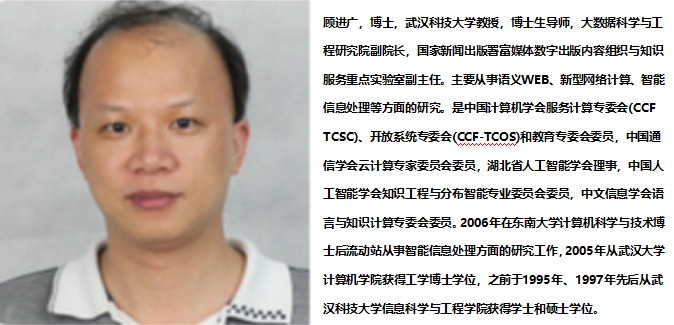 顾进广，博士，武汉科技大学教授，博士生导师，大数据科学与工
程研究院副院长，国家新闻出版署富媒体数字出版内容组织与知识
服务重点实验室副主任。主要从事语义WEB、新型网络计算、智能
信息处理等方面的研究。是中国计算机学会服务计算专委会(CCF
TCSC)、开放系统专委会(CCF-TCOS)和教育专委会委员，中国通
信学会云计算专家委员会委员，湖北省人工智能学会理事，中国人
工智能学会知识工程与分布智能专业委员会委员，中文信息学会语
言与知识计算专委会委员。2006年在东南大学计算机科学与技术博
士后流动站从事智能信息处理方面的研究工作，2005年从武汉大学
计算机学院获得工学博士学位，之前于1995年、1997年先后从武
汉科技大学信息科学与工程学院获得学士和硕士学位。